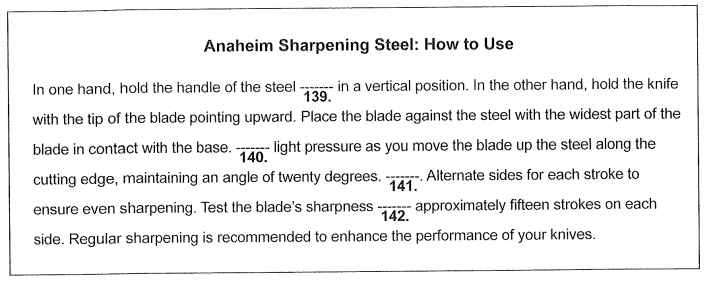 Anaheim Sharpening Steel: How to Use
In one hand, hold the handle of the steel ------- in a vertical position. In the other hand, hold the knife
139.
with the tip of the blade pointing upward. Place the blade against the steel with the widest part of the
blade in contact with the base. ------- light pressure as you move the blade up the steel along the
140.
cutting edge, maintaining an angle of twenty degrees. -------. Alternate sides for each stroke to
141.
ensure even sharpening. Test the blade's sharpness ------- approximately fifteen strokes on each
142.
side. Regular sharpening is recommended to enhance the performance of your knives.